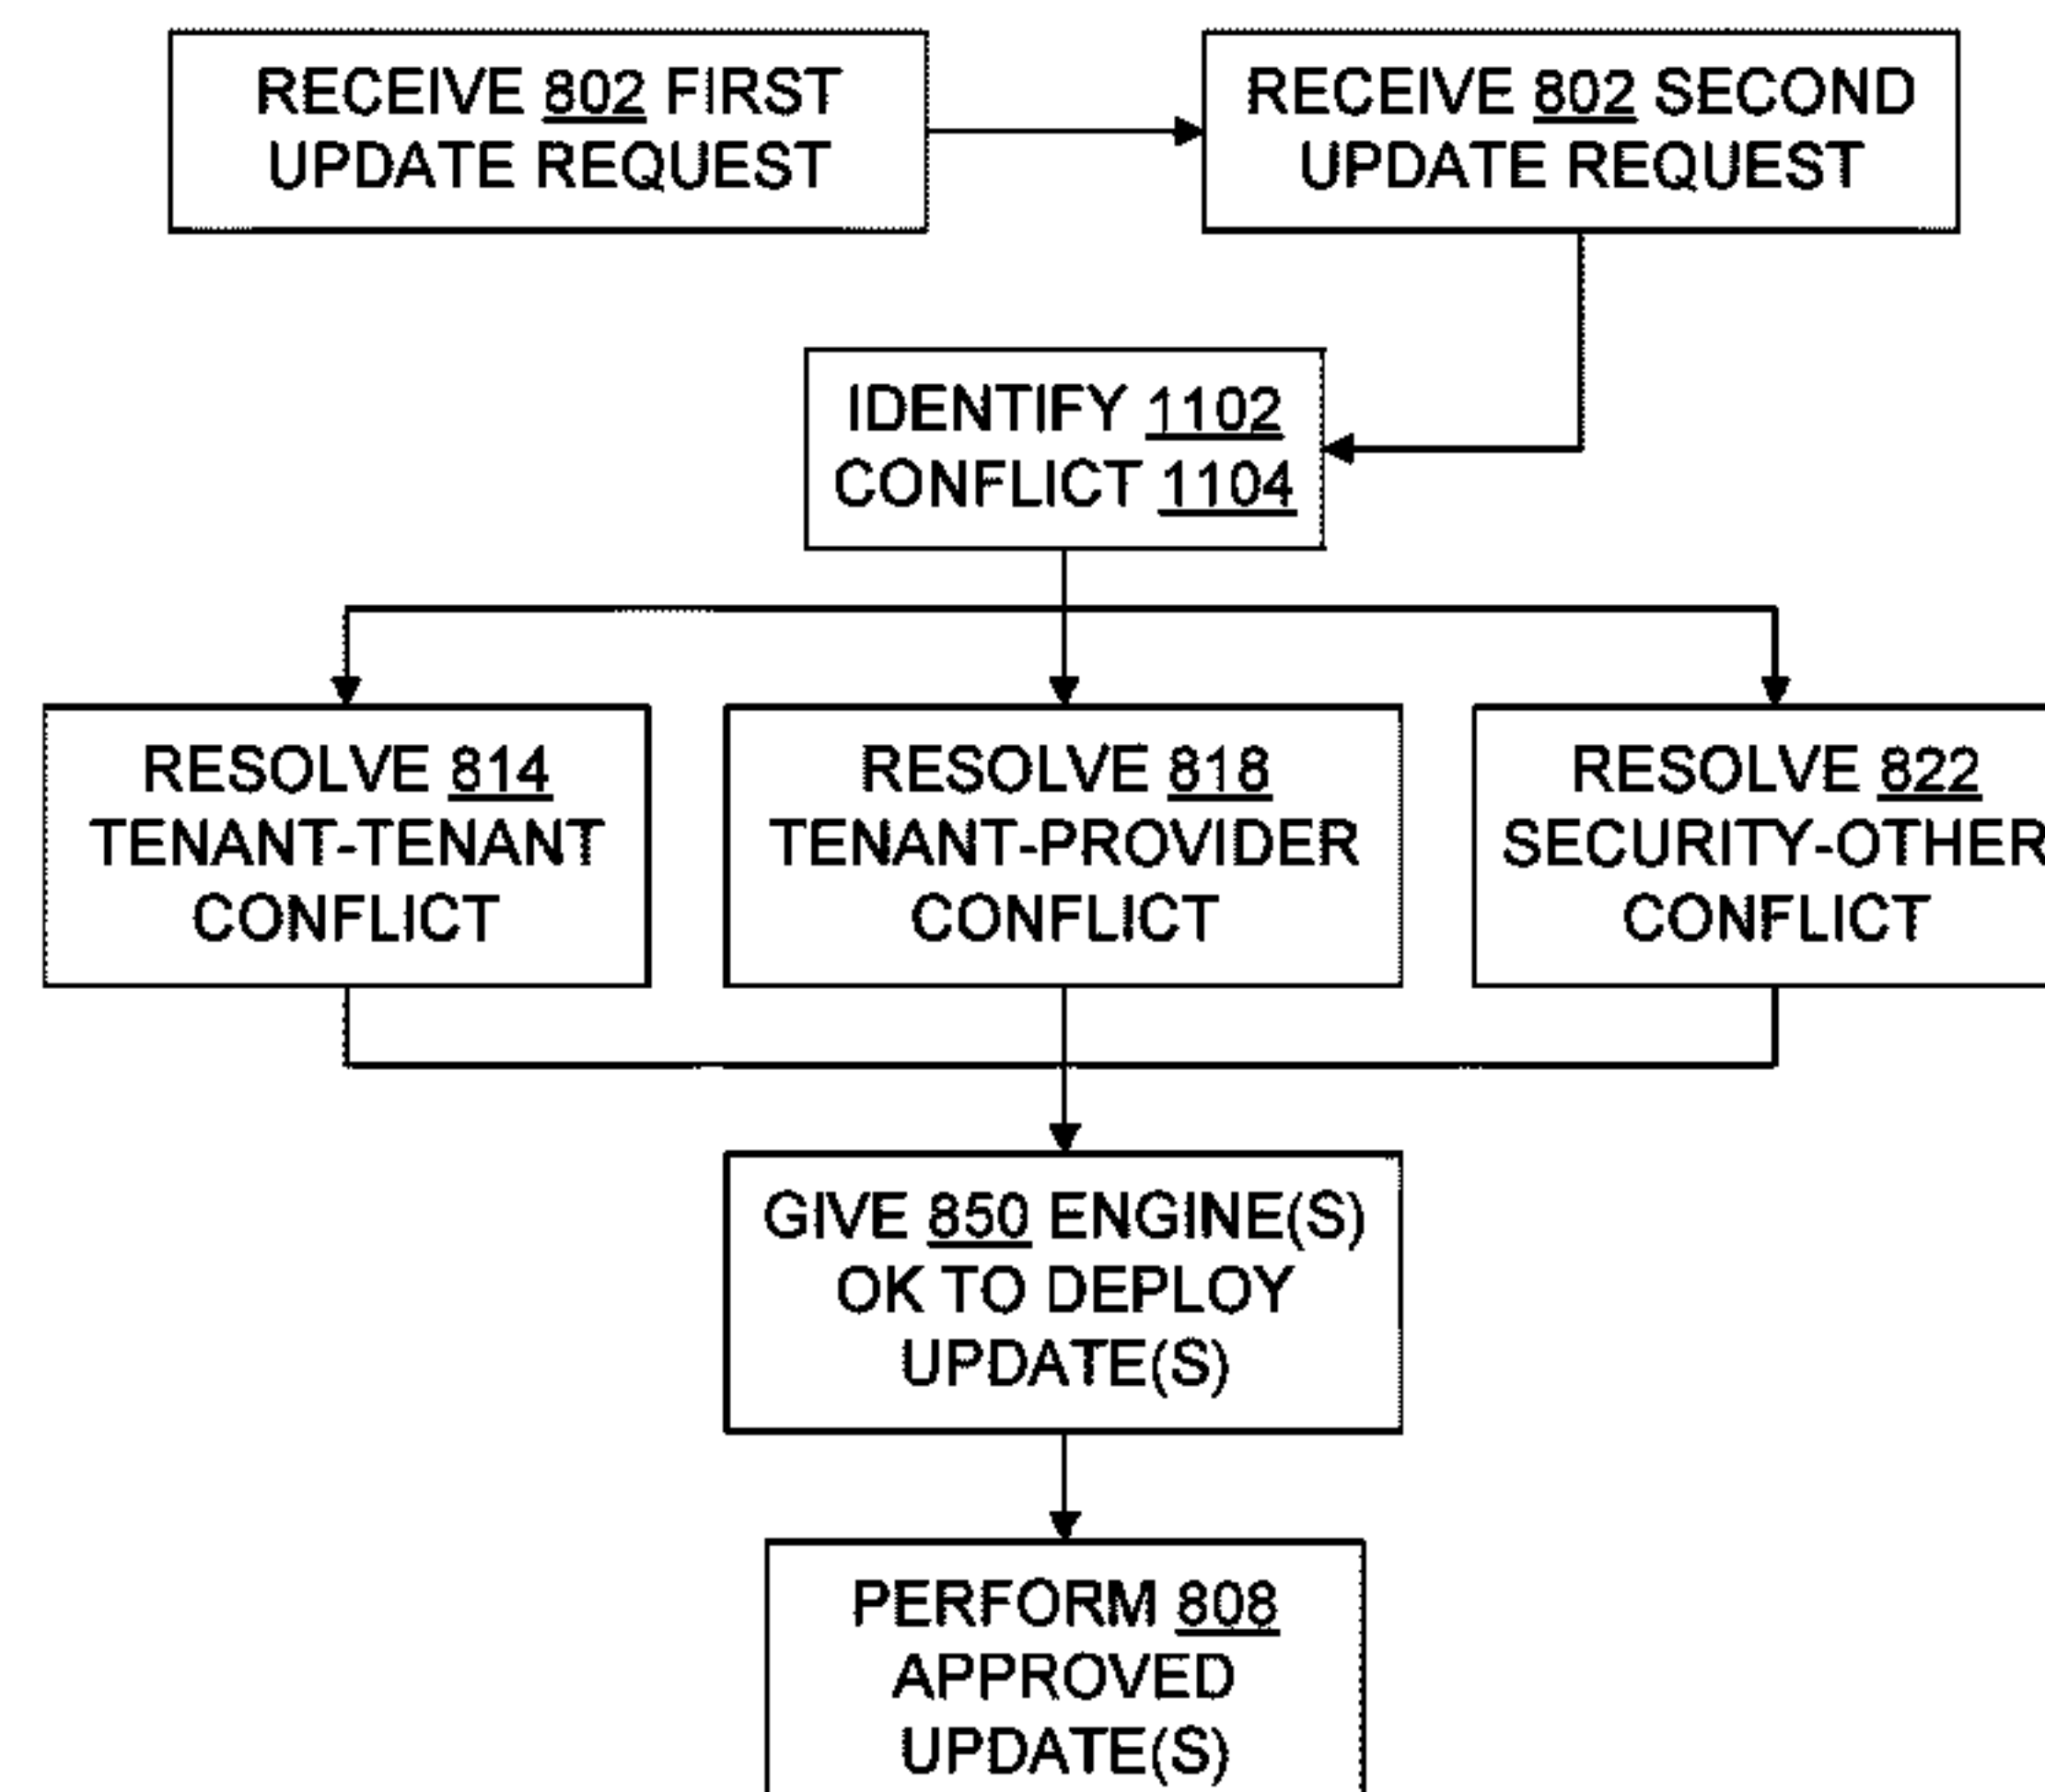 RECEIVE 802 FIRST
UPDATE REQUEST
RECEIVE 802 SECOND
UPDATE REQUEST
IDENTIFY 1102
CONFLICT 1104
RESOLVE 814
TENANT-TENANT
CONFLICT
RESOLVE 818
TENANT-PROVIDER
CONFLICT
RESOLVE 822
SECURITY-OTHER
CONFLICT
GIVE 850 ENGINE(S)
OK TO DEPLOY
UPDATE(S)
PERFORM 808
APPROVED
UPDATE(S)